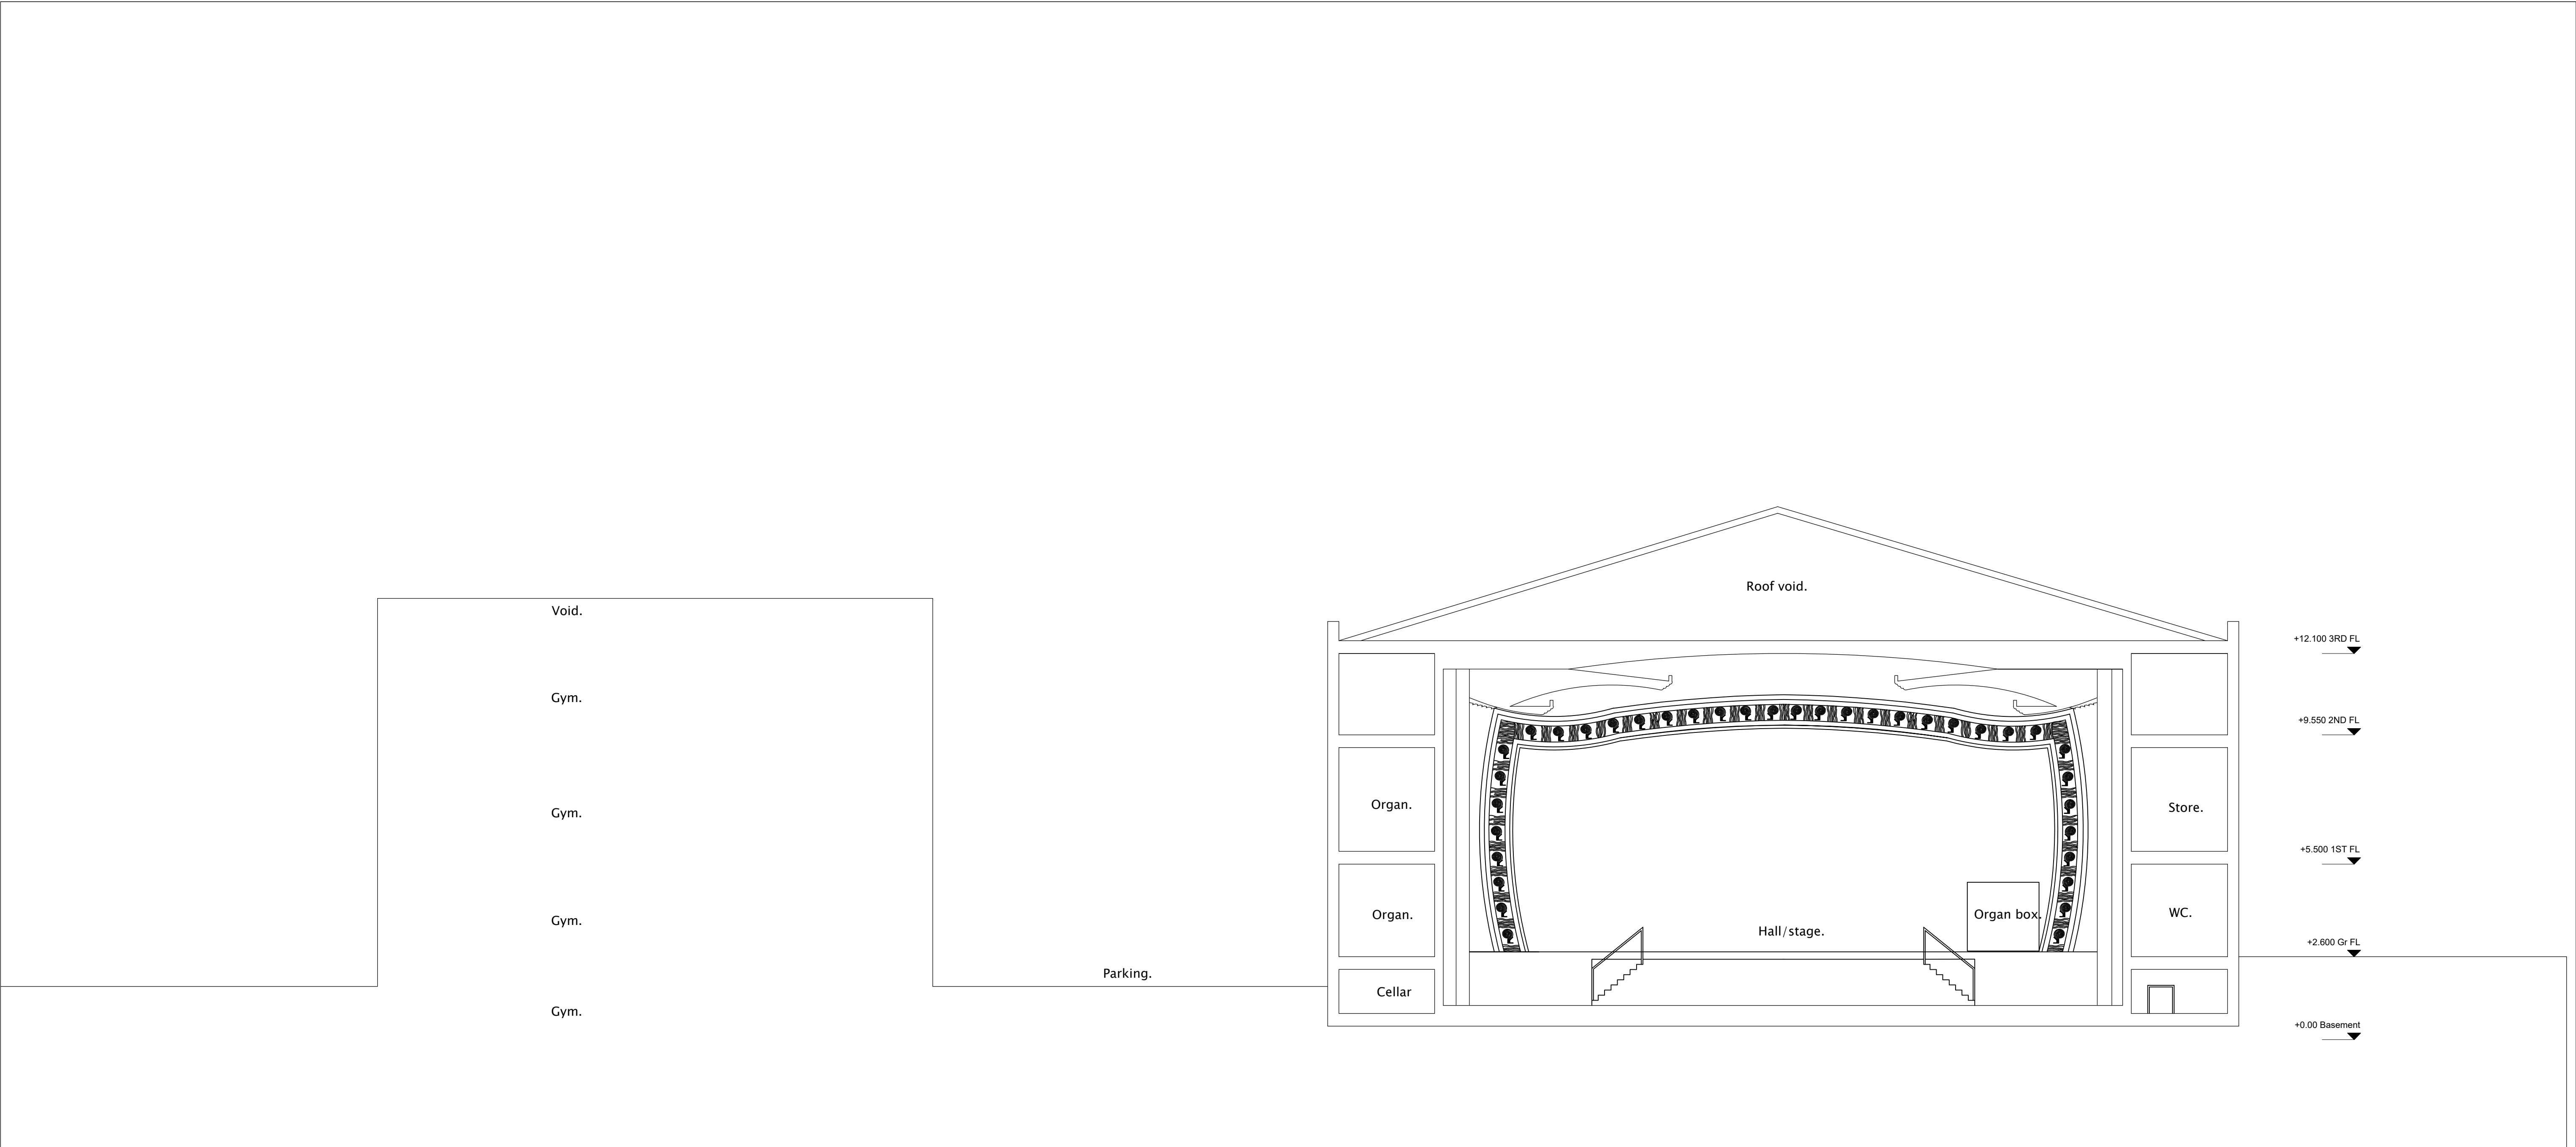 Roof void.
Void.
+12.100 3RD FL
Gym.
+9.550 2ND FL
Organ.
Store.
Gym.
+5.500 1ST FL
Organ.
Organ box.
WC.
Gym.
Hall/stage.
+2.600 Gr FL
Parking.
Cellar
Gym.
+0.00 Basement